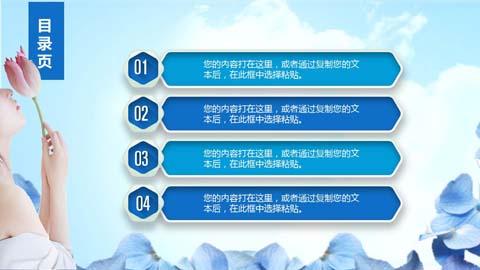 目录页
01
您的内容打在这里，或者通过复制您的文
本后，在此框中选择粘贴。
02
您的内容打在这里，或者通过复制您的文
本后，在此框中选择粘贴。
03
您的内容打在这里，或者通过复制您的文
本后，在此框中选择粘贴。
04
您的内容打在这里，或者通过复制您的文
本后，在此框中选择粘贴。